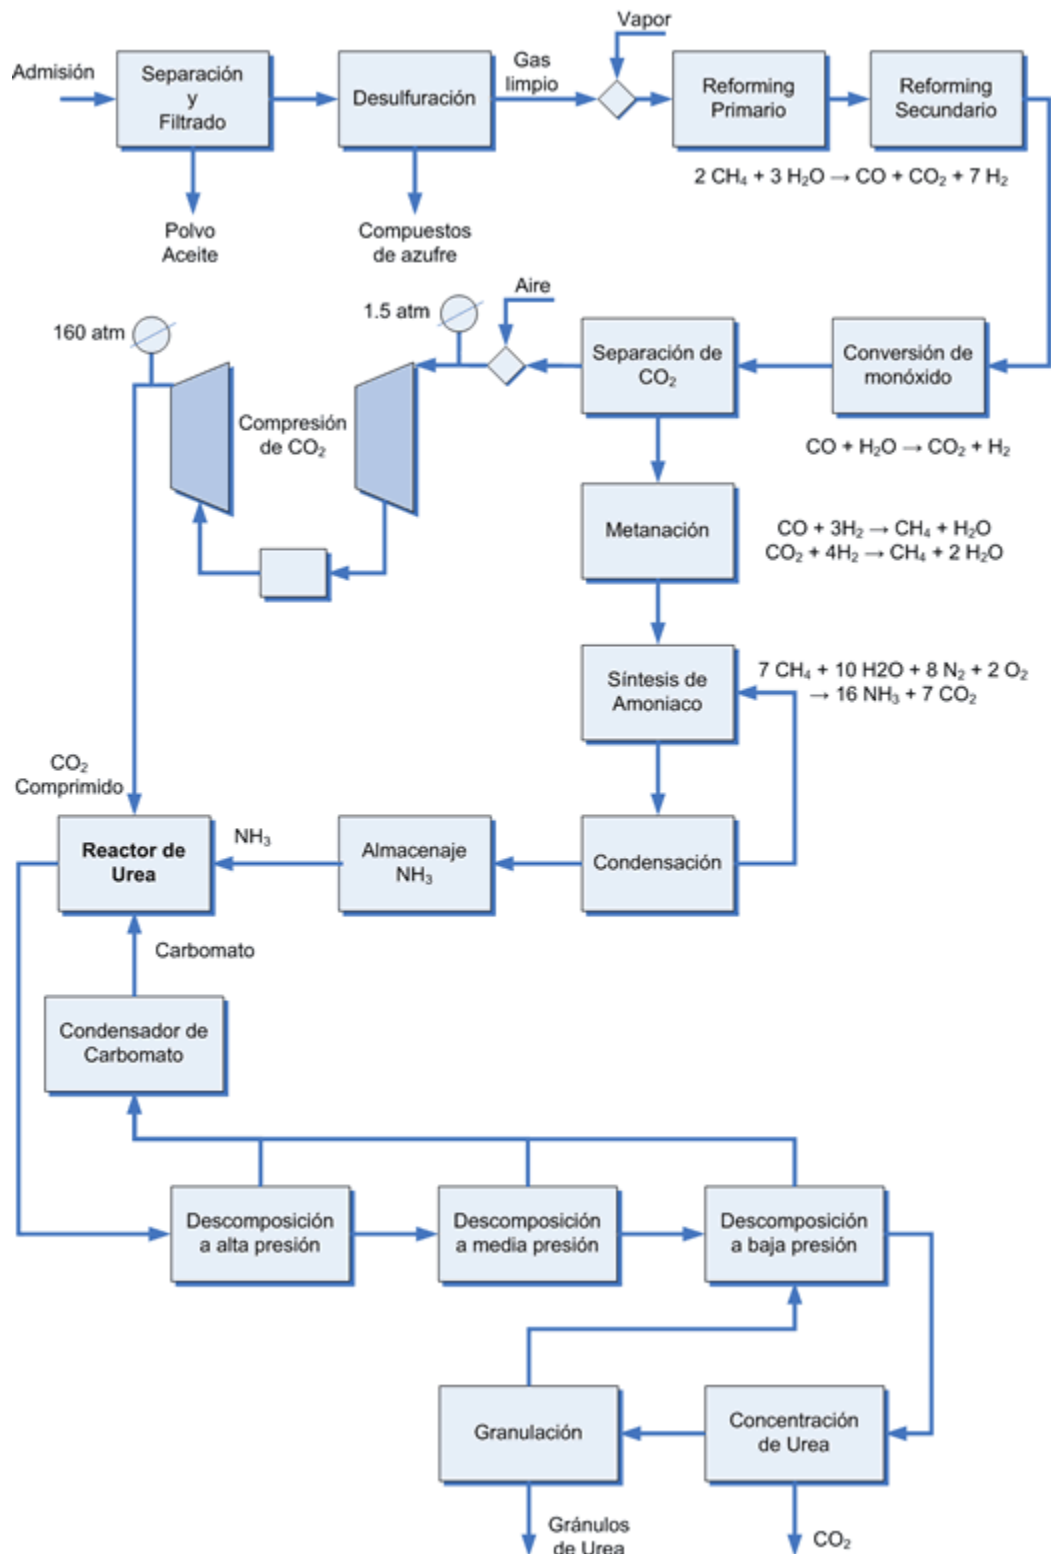 Vapor
Admisión
Separación
y
Filtrado
Desulfuración
Gas
limpio
Reforming
Primario
Reforming
Secundario
2 CH₄ + 3 H₂O → CO + CO₂ + 7 H₂
Polvo
Aceite
Compuestos
de azufre
Aire
1.5 atm
160 atm
Separación de
CO₂
Conversión de
monóxido
Compresión
de CO₂
CO + H₂O → CO₂ + H₂
Metanación
CO + 3H₂ → CH₄ + H₂O
CO₂ + 4H₂ → CH₄ + 2 H₂O
Síntesis de
Amoniaco
7 CH₄ + 10 H2O + 8 N₂ + 2 O₂
→ 16 NH₃ + 7 CO₂
CO₂
Comprimido
Reactor de
Urea
NH₃
Almacenaje
NH₃
Condensación
Carbomato
Condensador de
Carbomato
Descomposición
a alta presión
Descomposición
a media presión
Descomposición
a baja presión
Granulación
Concentración
de Urea
Gránulos
de Urea
CO₂